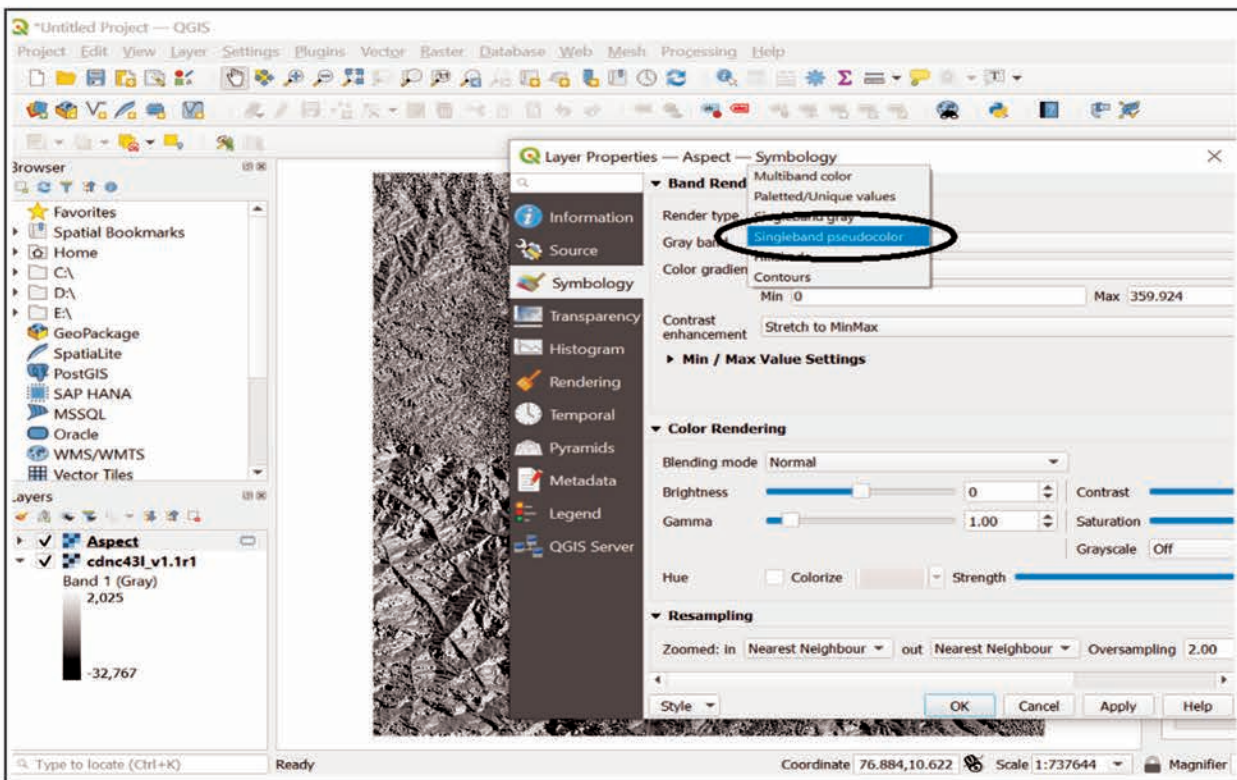 *Untitled Project — QGIS
Project Edit View Layer Settings Plugins Vector Raster Database Web Mesh Processing Help
Browser
Favorites
Spatial Bookmarks
Home
C:\
D:\
E:\
GeoPackage
SpatiaLite
PostGIS
SAP HANA
MSSQL
Oracle
WMS/WMTS
Vector Tiles
Layers
Aspect
cdnc43l_v1.1r1
Band 1 (Gray)
2,025
-32,767
Layer Properties — Aspect — Symbology
Information
Source
Symbology
Transparency
Histogram
Rendering
Temporal
Pyramids
Metadata
Legend
QGIS Server
Band Rend
Multiband color
Paletted/Unique values
Render type
Singleband gray
Gray band
Singleband pseudocolor
Color gradien
Contours
Min 0 Max 359.924
Contrast enhancement Stretch to MinMax
Min / Max Value Settings
Color Rendering
Blending mode Normal
Brightness 0 Contrast
Gamma 1.00 Saturation
Grayscale Off
Hue Colorize Strength
Resampling
Zoomed: in Nearest Neighbour out Nearest Neighbour Oversampling 2.00
Style OK Cancel Apply Help
Type to locate (Ctrl+K) Ready Coordinate 76.884,10.622 Scale 1:737644 Magnifier